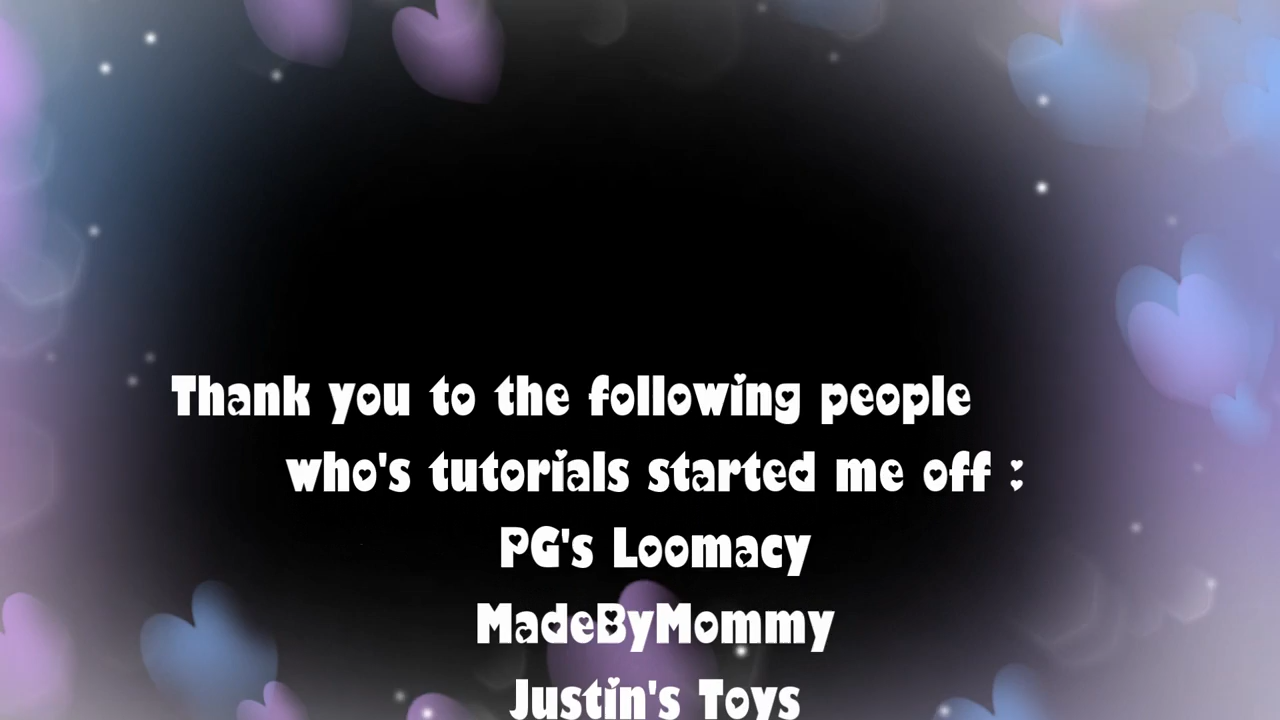 Thank you to the following people
who's tutorials started me off :
PG's Loomacy
MadeByMommy
Justin's Toys